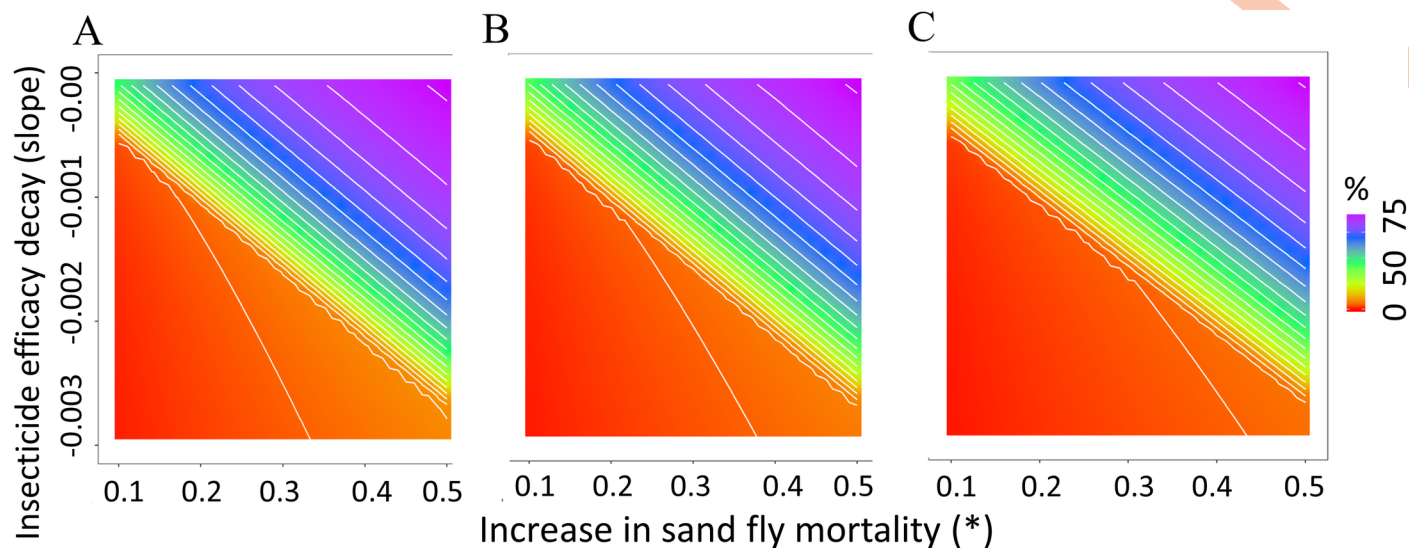 A
B
C
Insecticide efficacy decay (slope)
-0.00
-0.001
-0.002
-0.003
0.1 0.2 0.3 0.4 0.5
0.1 0.2 0.3 0.4 0.5
0.1 0.2 0.3 0.4 0.5
Increase in sand fly mortality (*)
%
0 50 75